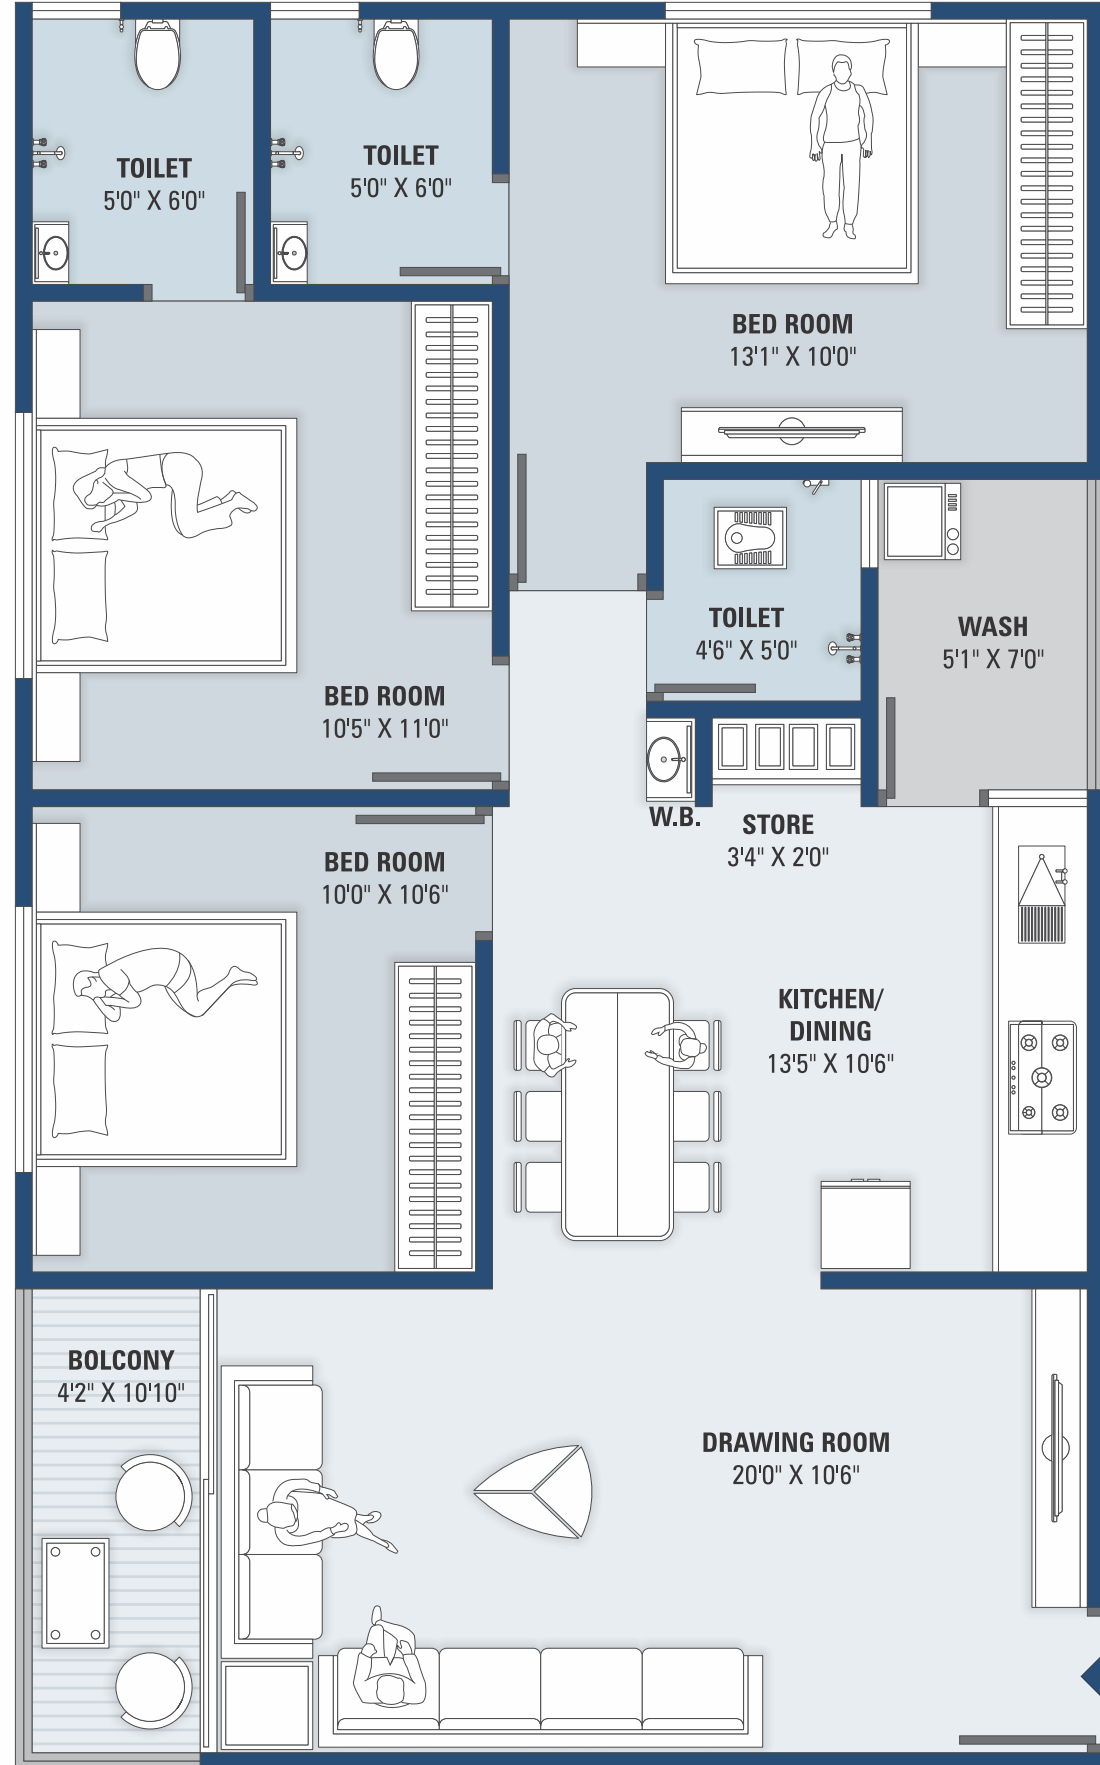 TOILET
5'0" X 6'0"
TOILET
5'0" X 6'0"
BED ROOM
13'1" X 10'0"
TOILET
4'6" X 5'0"
WASH
5'1" X 7'0"
BED ROOM
10'5" X 11'0"
W.B.
STORE
3'4" X 2'0"
BED ROOM
10'0" X 10'6"
KITCHEN/
DINING
13'5" X 10'6"
BOLCONY
4'2" X 10'10"
DRAWING ROOM
20'0" X 10'6"